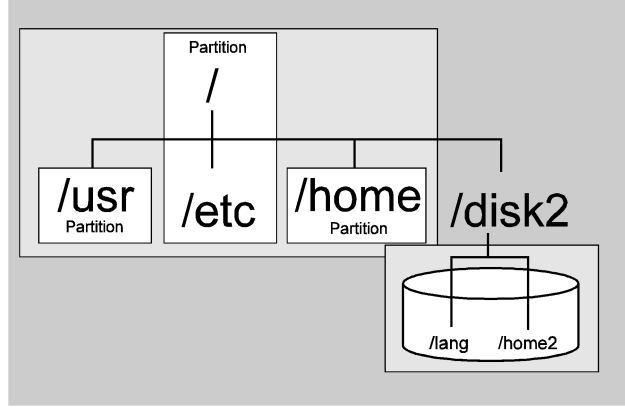 Partition
/
/usr
Partition
/etc
/home
Partition
/disk2
/lang
/home2